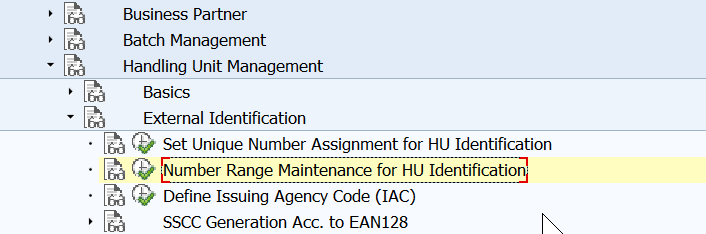 Business Partner
Batch Management
Handling Unit Management
Basics
External Identification
Set Unique Number Assignment for HU Identification
Number Range Maintenance for HU Identification
Define Issuing Agency Code (IAC)
SSCC Generation Acc. to EAN128